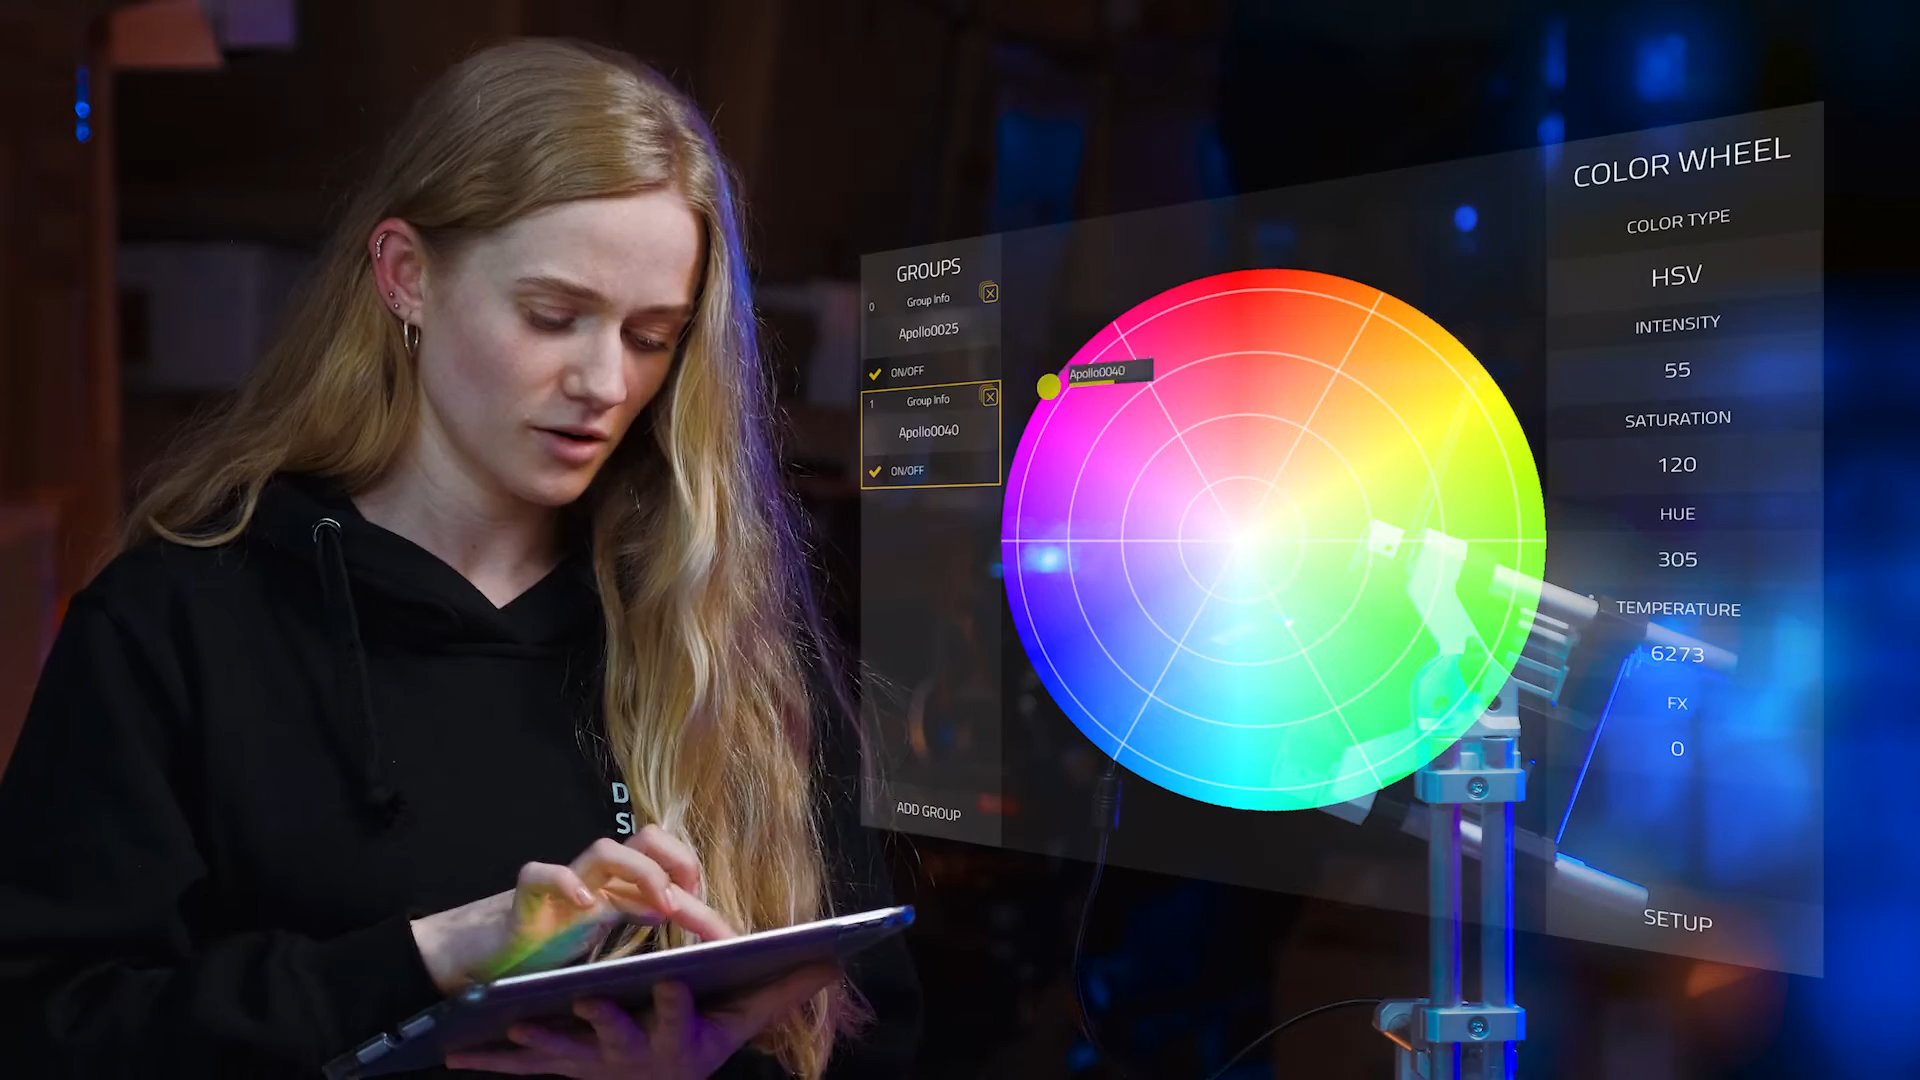 GROUPS
0 Group Info
Apollo0025
ON/OFF
1 Group Info
Apollo0040
ON/OFF
ADD GROUP
Apollo0040
COLOR WHEEL
COLOR TYPE
HSV
INTENSITY
55
SATURATION
120
HUE
305
TEMPERATURE
6273
FX
0
SETUP